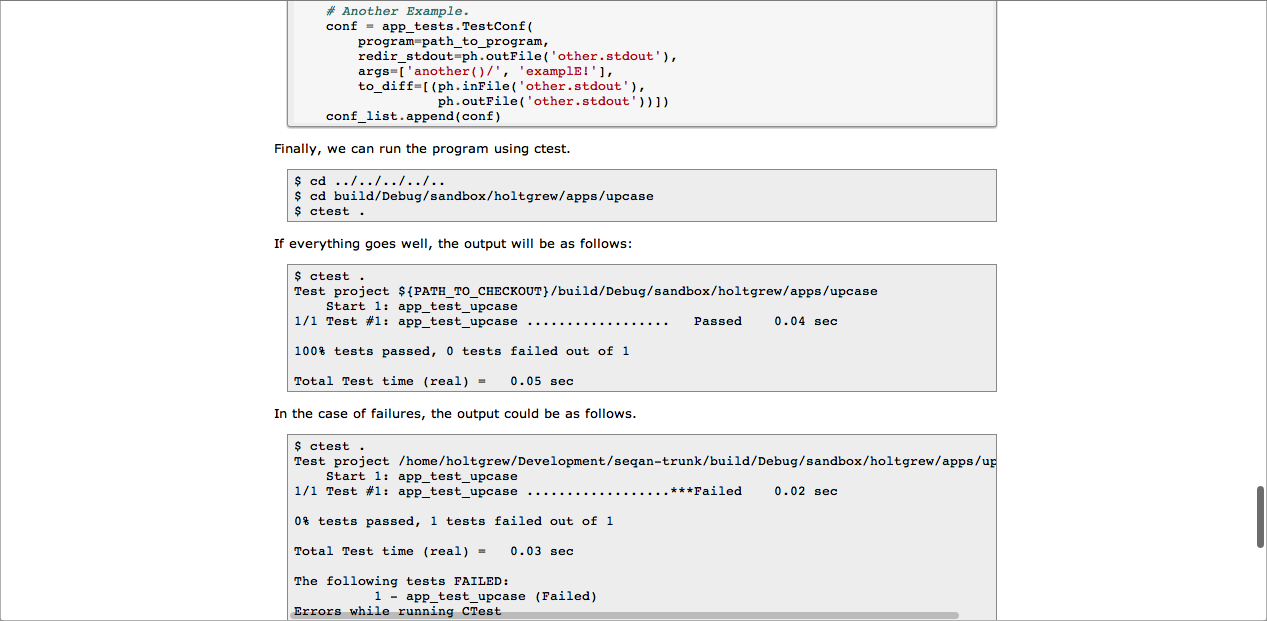 # Another Example.
conf = app_tests.TestConf(
program=path_to_program,
redir_stdout=ph.outFile('other.stdout'),
args=['another()/', 'examplE!'],
to_diff=[(ph.inFile('other.stdout'),
ph.outFile('other.stdout'))])
conf_list.append(conf)
Finally, we can run the program using ctest.
$ cd ../../../../..
$ cd build/Debug/sandbox/holtgrew/apps/upcase
$ ctest .
If everything goes well, the output will be as follows:
$ ctest .
Test project ${PATH_TO_CHECKOUT}/build/Debug/sandbox/holtgrew/apps/upcase
Start 1: app_test_upcase
1/1 Test #1: app_test_upcase .................. Passed 0.04 sec
100% tests passed, 0 tests failed out of 1
Total Test time (real) = 0.05 sec
In the case of failures, the output could be as follows.
$ ctest .
Test project /home/holtgrew/Development/seqan-trunk/build/Debug/sandbox/holtgrew/apps/up
Start 1: app_test_upcase
1/1 Test #1: app_test_upcase ..................***Failed 0.02 sec
0% tests passed, 1 tests failed out of 1
Total Test time (real) = 0.03 sec
The following tests FAILED:
1 - app_test_upcase (Failed)
Errors while running CTest